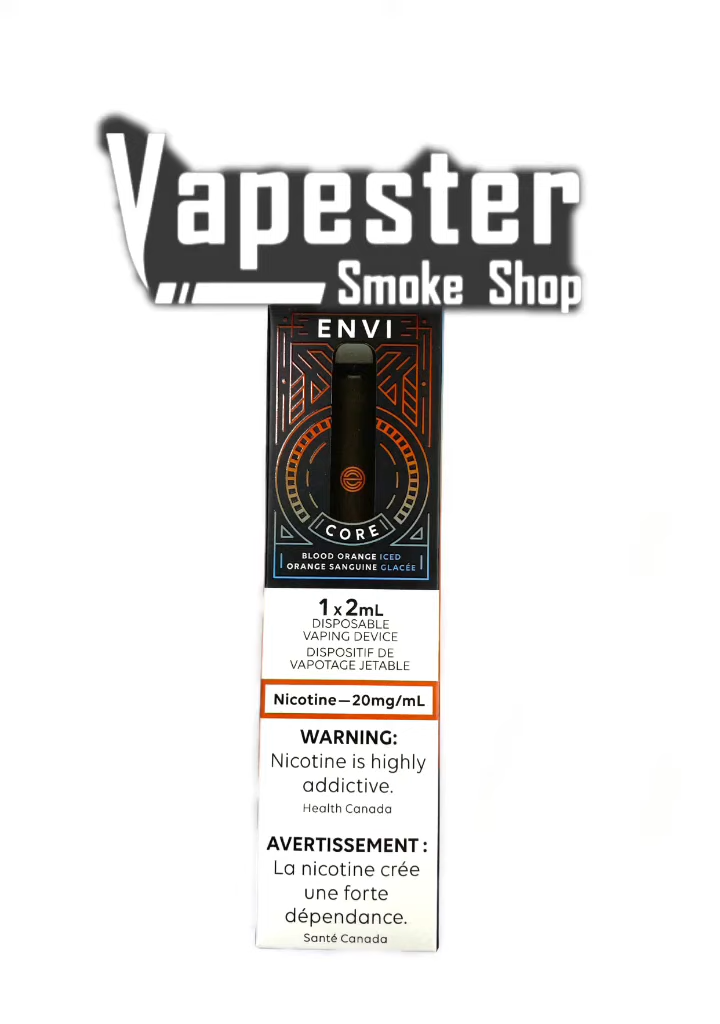 Vapester
Smoke Shop
ENVI
CORE
BLOOD ORANGE ICED
ORANGE SANGUINE GLACÉE
1 x 2mL
DISPOSABLE
VAPING DEVICE
DISPOSITIF DE
VAPOTAGE JETABLE
Nicotine—20mg/mL
WARNING:
Nicotine is highly
addictive.
Health Canada
AVERTISSEMENT :
La nicotine crée
une forte
dépendance.
Santé Canada